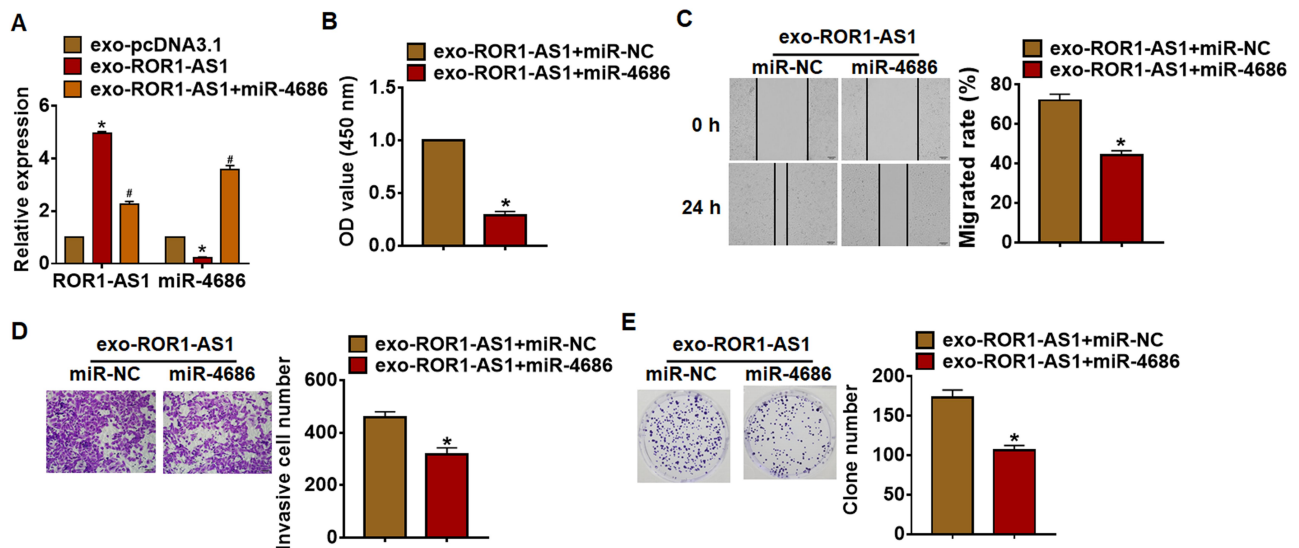 A
exo-pcDNA3.1
exo-ROR1-AS1
exo-ROR1-AS1+miR-4686
Relative expression
6
4
2
0
*
#
*
#
ROR1-AS1 miR-4686
B
exo-ROR1-AS1+miR-NC
exo-ROR1-AS1+miR-4686
OD value (450 nm)
1.5
1.0
0.5
0.0
*
C
exo-ROR1-AS1
miR-NC miR-4686
0 h
24 h
exo-ROR1-AS1+miR-NC
exo-ROR1-AS1+miR-4686
Migrated rate (%)
80
60
40
20
0
*
D
exo-ROR1-AS1
miR-NC miR-4686
exo-ROR1-AS1+miR-NC
exo-ROR1-AS1+miR-4686
Invasive cell number
600
400
200
0
*
E
exo-ROR1-AS1
miR-NC miR-4686
exo-ROR1-AS1+miR-NC
exo-ROR1-AS1+miR-4686
Clone number
200
150
100
50
0
*